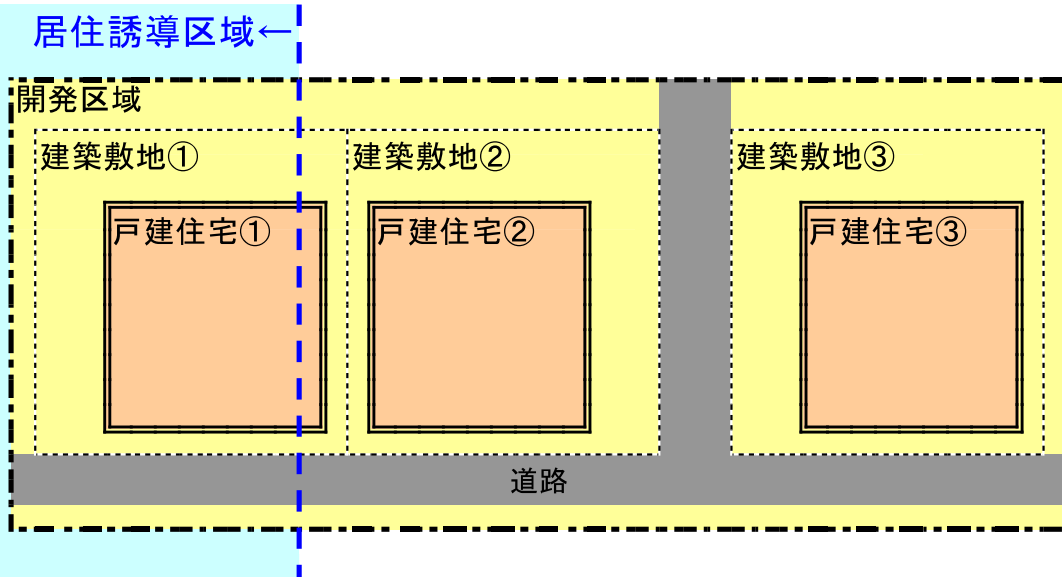 居住誘導区域←
開発区域
建築敷地①
建築敷地②
建築敷地③
戸建住宅①
戸建住宅②
戸建住宅③
道路